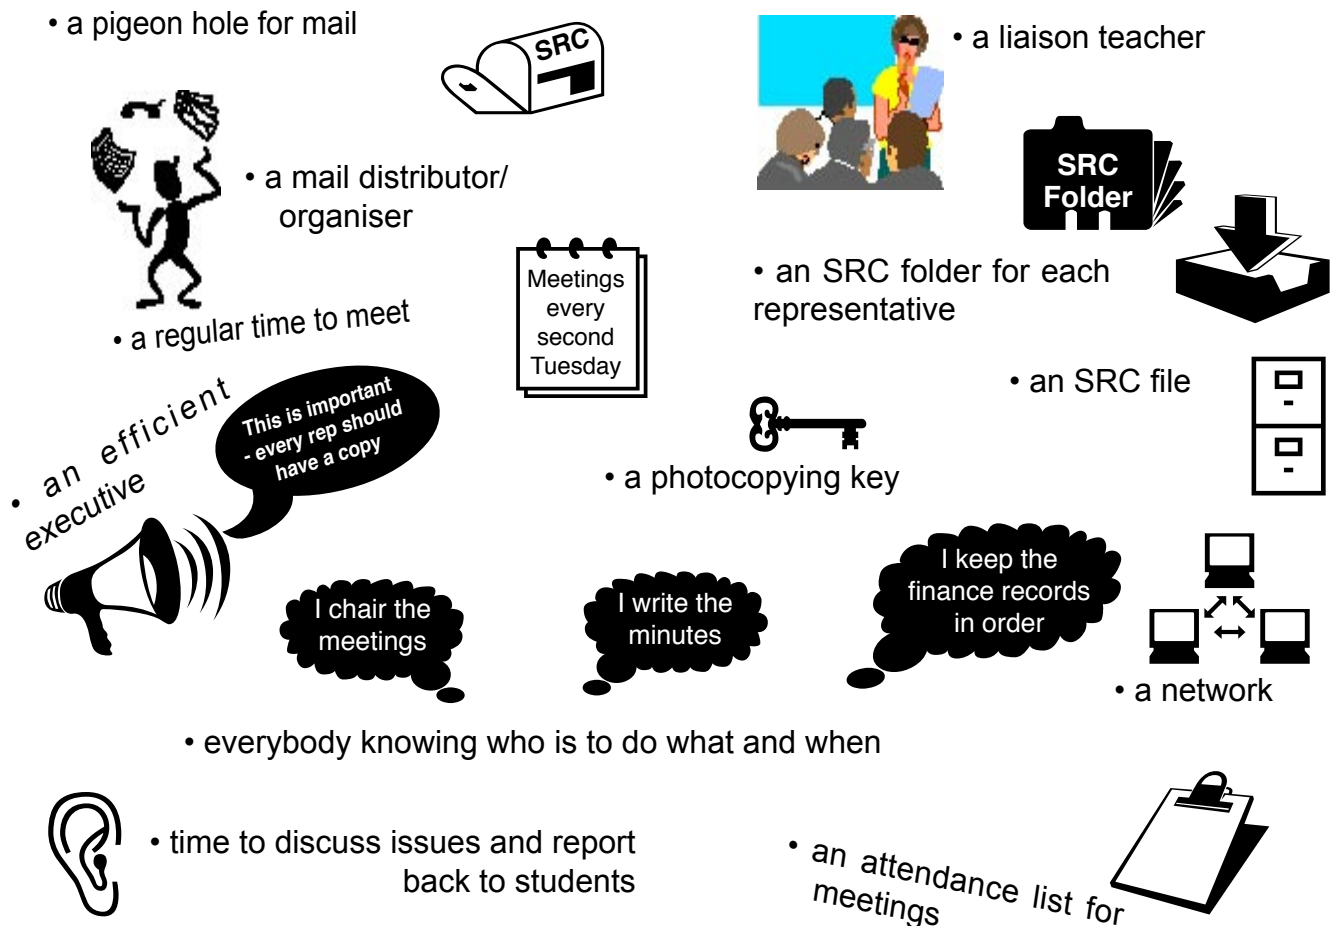 • a pigeon hole for mail
SRC
• a liaison teacher
• a mail distributor/
organiser
SRC
Folder
• an SRC folder for each
representative
Meetings
every
second
Tuesday
• a regular time to meet
• an SRC file
• an efficient
executive
This is important
- every rep should
have a copy
• a photocopying key
I chair the
meetings
I write the
minutes
I keep the
finance records
in order
• a network
• everybody knowing who is to do what and when
• time to discuss issues and report
back to students
• an attendance list for
meetings